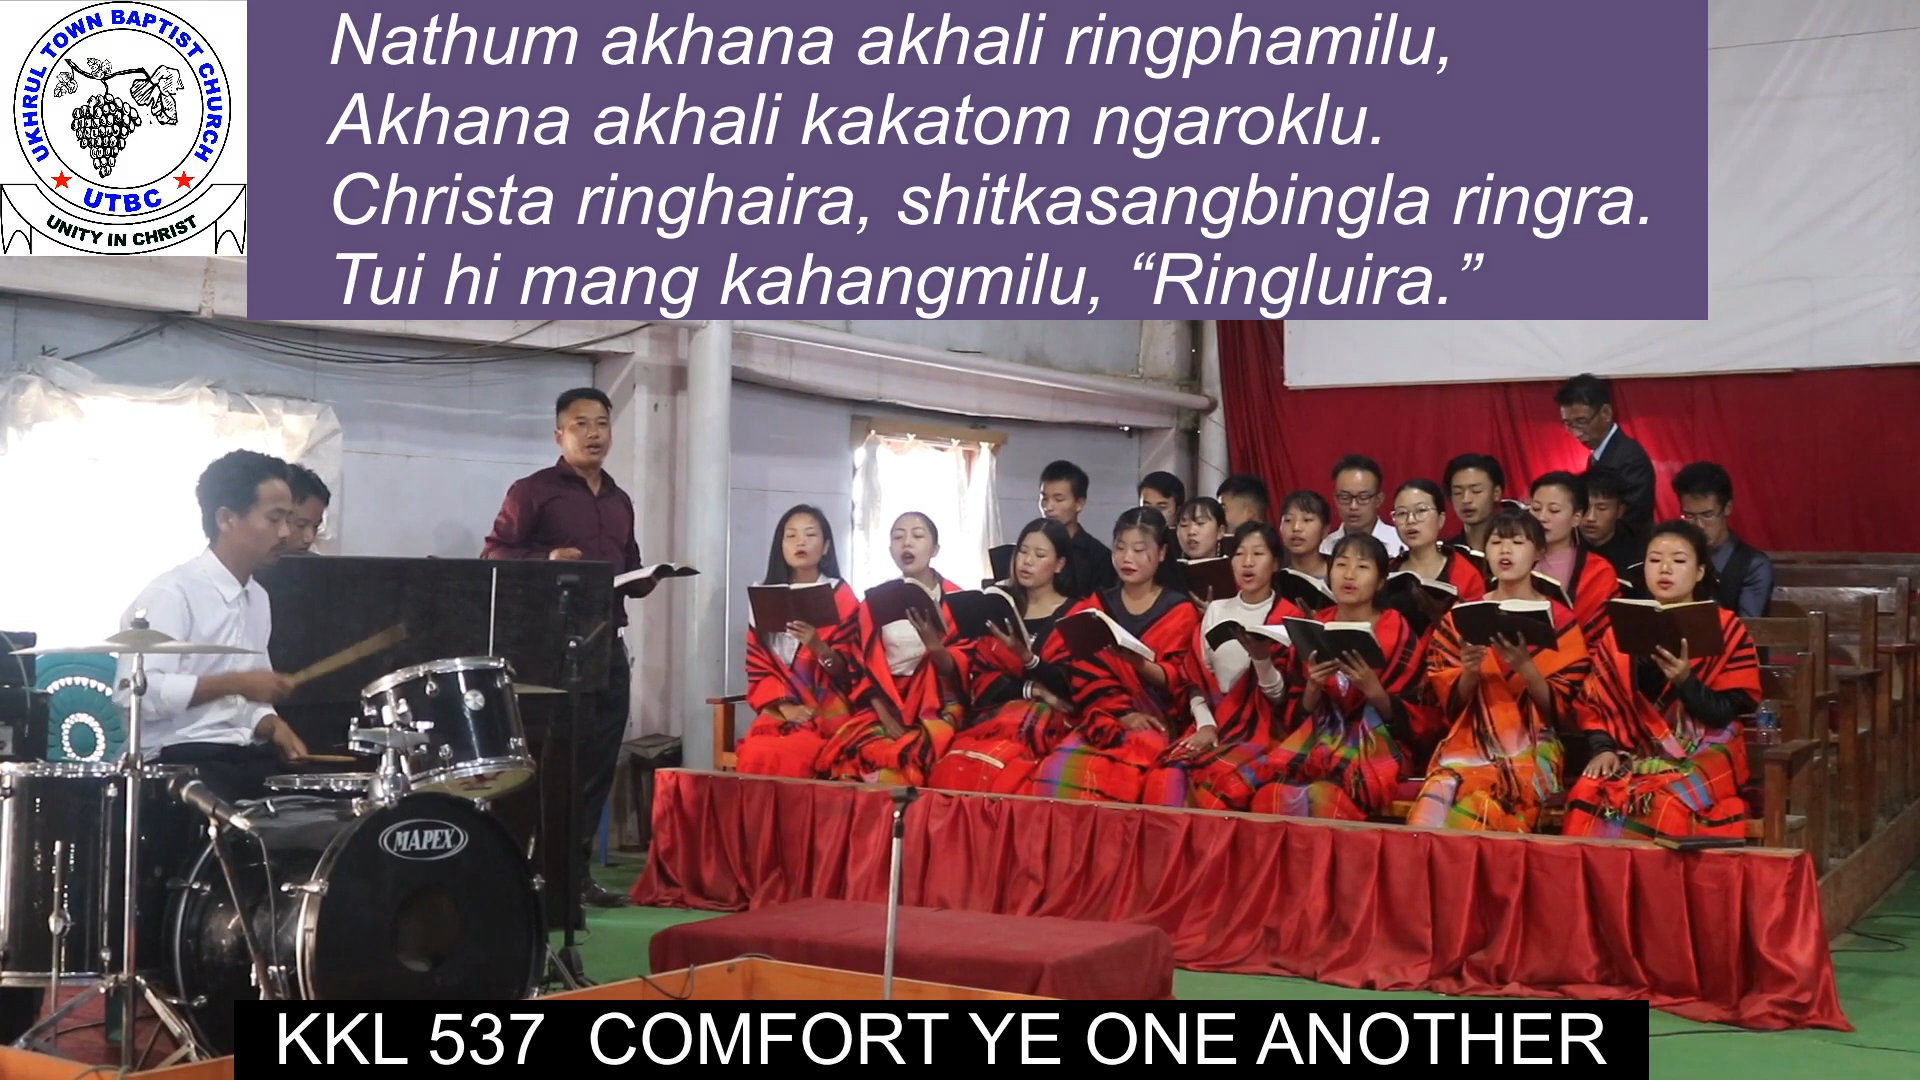 UKHRUL TOWN BAPTIST CHURCH
UTBC
UNITY IN CHRIST
Nathum akhana akhali ringphamilu,
Akhana akhali kakatom ngaroklu.
Christa ringhaira, shitkasangbingla ringra.
Tui hi mang kahangmilu, “Ringluira.”
MAPEX
KKL 537 COMFORT YE ONE ANOTHER